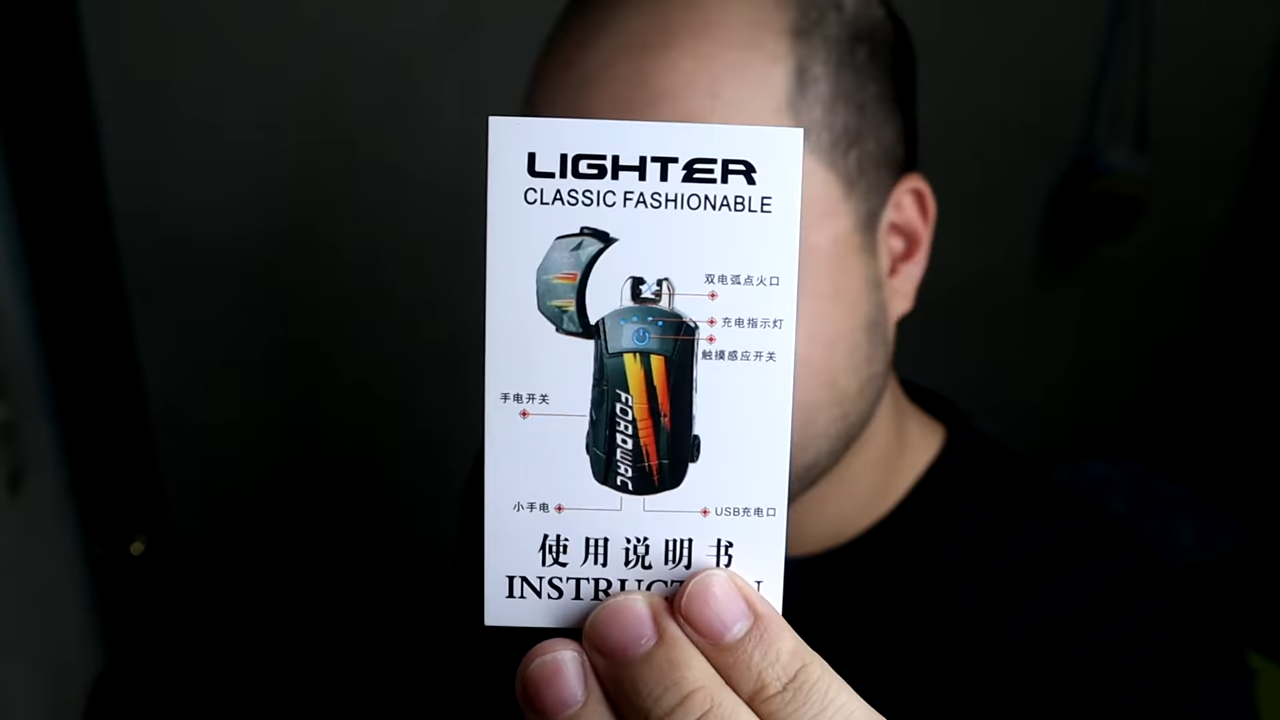 LIGHTER
CLASSIC FASHIONABLE
双电弧点火口
充电指示灯
触摸感应开关
手电开关
FORDWRC
小手电
USB充电口
使用说明书